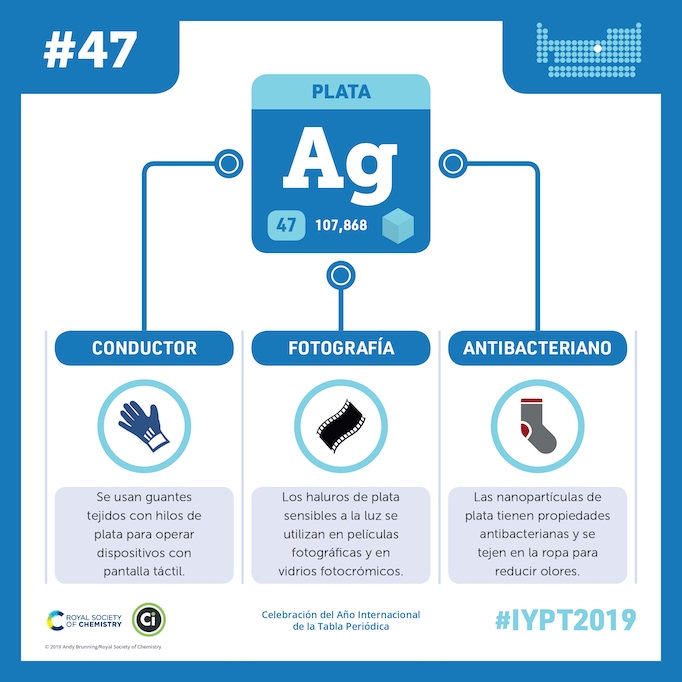 #47
PLATA
Ag
47 107,868
CONDUCTOR
Se usan guantes
tejidos con hilos de
plata para operar
dispositivos con
pantalla táctil.
FOTOGRAFÍA
Los haluros de plata
sensibles a la luz se
utilizan en películas
fotográficas y en
vidrios fotocrómicos.
ANTIBACTERIANO
Las nanopartículas de
plata tienen propiedades
antibacterianas y se
tejen en la ropa para
reducir olores.
ROYAL SOCIETY
OF CHEMISTRY
Ci
© 2019 Andy Brunning/Royal Society of Chemistry
Celebración del Año Internacional
de la Tabla Periódica
#IYPT2019